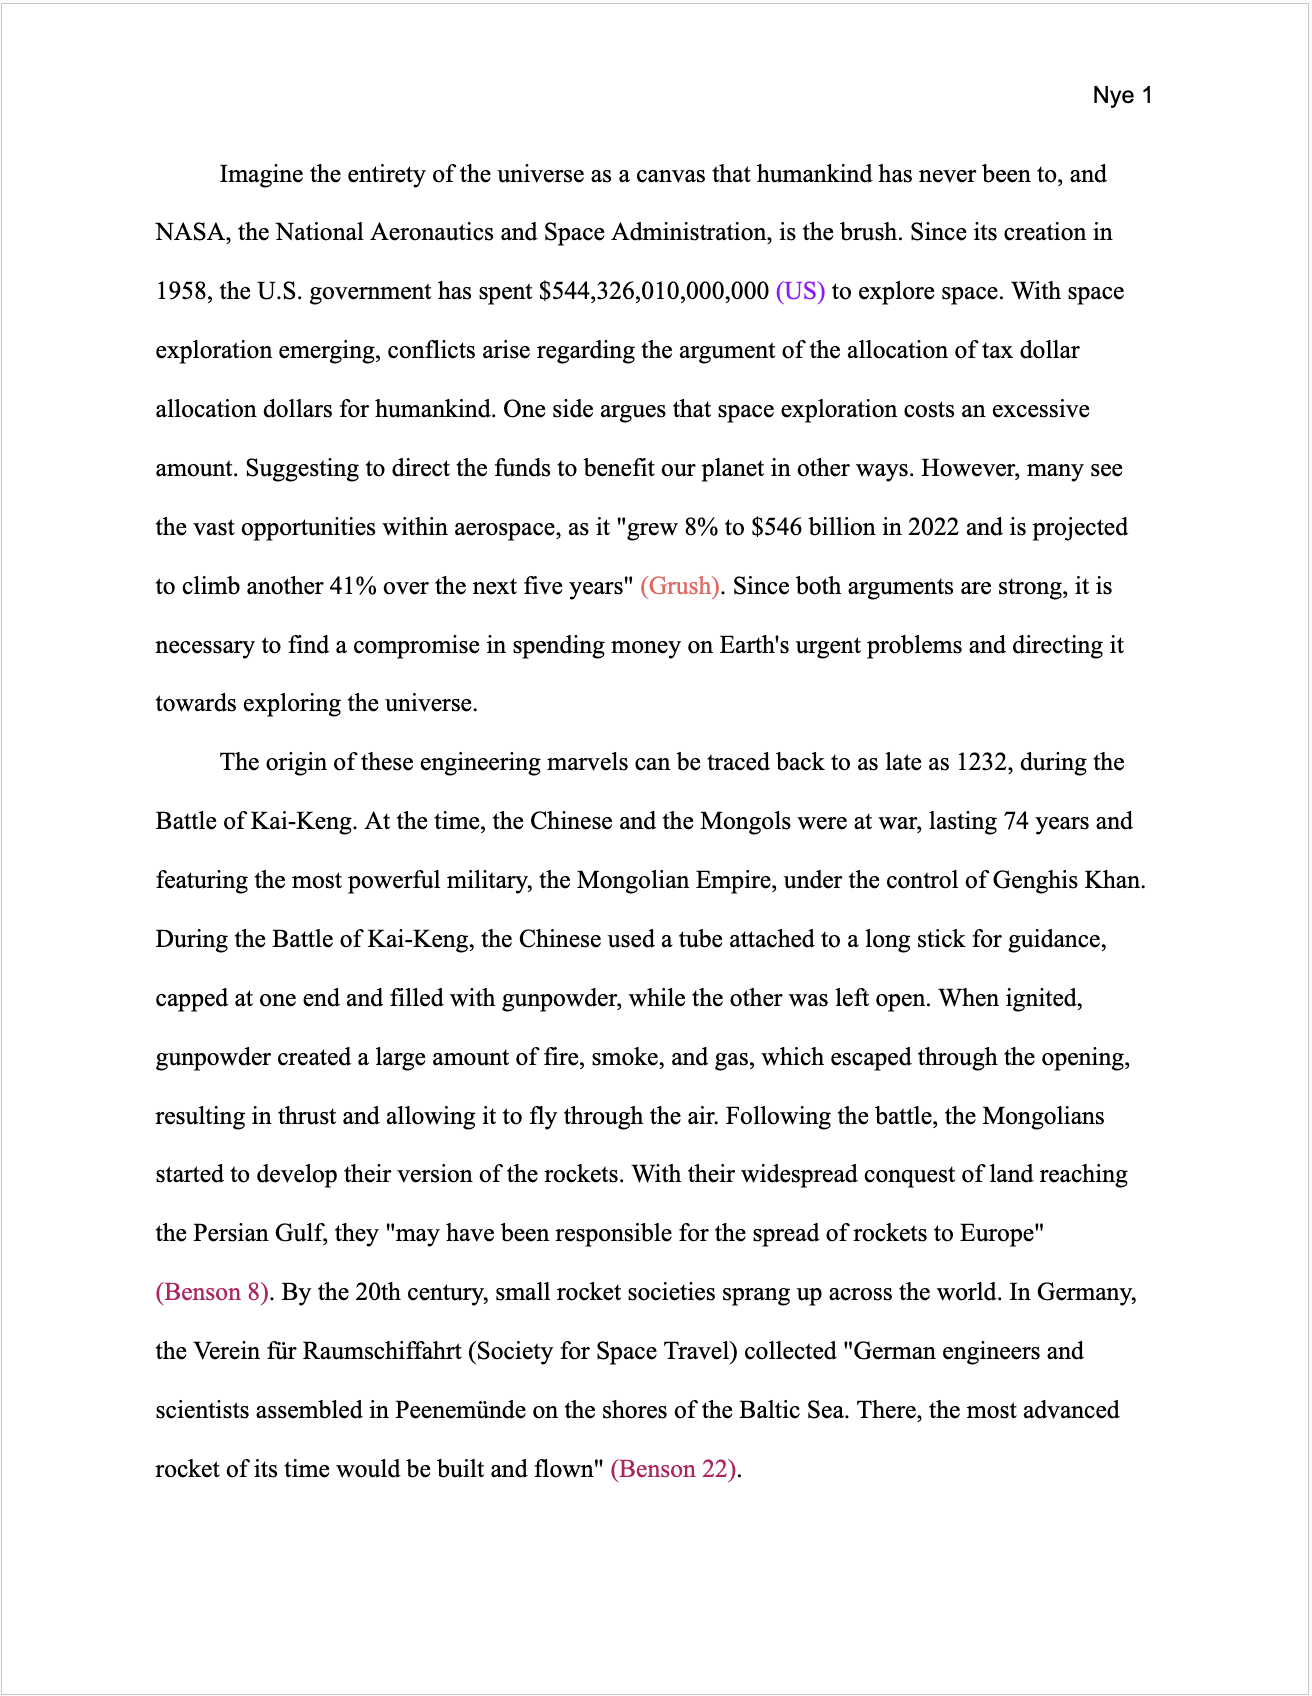 Nye 1
Imagine the entirety of the universe as a canvas that humankind has never been to, and
NASA, the National Aeronautics and Space Administration, is the brush. Since its creation in
1958, the U.S. government has spent $544,326,010,000,000 (US) to explore space. With space
exploration emerging, conflicts arise regarding the argument of the allocation of tax dollar
allocation dollars for humankind. One side argues that space exploration costs an excessive
amount. Suggesting to direct the funds to benefit our planet in other ways. However, many see
the vast opportunities within aerospace, as it "grew 8% to $546 billion in 2022 and is projected
to climb another 41% over the next five years" (Grush). Since both arguments are strong, it is
necessary to find a compromise in spending money on Earth's urgent problems and directing it
towards exploring the universe.
The origin of these engineering marvels can be traced back to as late as 1232, during the
Battle of Kai-Keng. At the time, the Chinese and the Mongols were at war, lasting 74 years and
featuring the most powerful military, the Mongolian Empire, under the control of Genghis Khan.
During the Battle of Kai-Keng, the Chinese used a tube attached to a long stick for guidance,
capped at one end and filled with gunpowder, while the other was left open. When ignited,
gunpowder created a large amount of fire, smoke, and gas, which escaped through the opening,
resulting in thrust and allowing it to fly through the air. Following the battle, the Mongolians
started to develop their version of the rockets. With their widespread conquest of land reaching
the Persian Gulf, they "may have been responsible for the spread of rockets to Europe"
(Benson 8). By the 20th century, small rocket societies sprang up across the world. In Germany,
the Verein für Raumschiffahrt (Society for Space Travel) collected "German engineers and
scientists assembled in Peenemünde on the shores of the Baltic Sea. There, the most advanced
rocket of its time would be built and flown" (Benson 22).